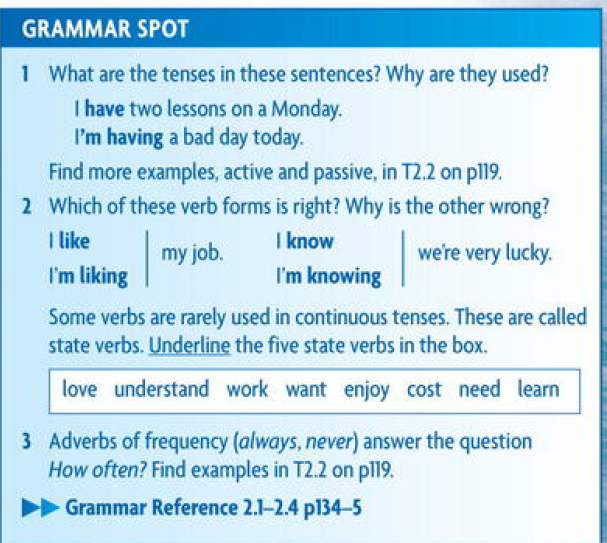 GRAMMAR SPOT
1 What are the tenses in these sentences? Why are they used?
I have two lessons on a Monday.
I'm having a bad day today.
Find more examples, active and passive, in T2.2 on p119.
2 Which of these verb forms is right? Why is the other wrong?
I like
I'm liking
my job.
I know
I'm knowing
we're very lucky.
Some verbs are rarely used in continuous tenses. These are called
state verbs. Underline the five state verbs in the box.
love understand work want enjoy cost need learn
3 Adverbs of frequency (always, never) answer the question
How often? Find examples in T2.2 on p119.
▶▶ Grammar Reference 2.1–2.4 p134–5